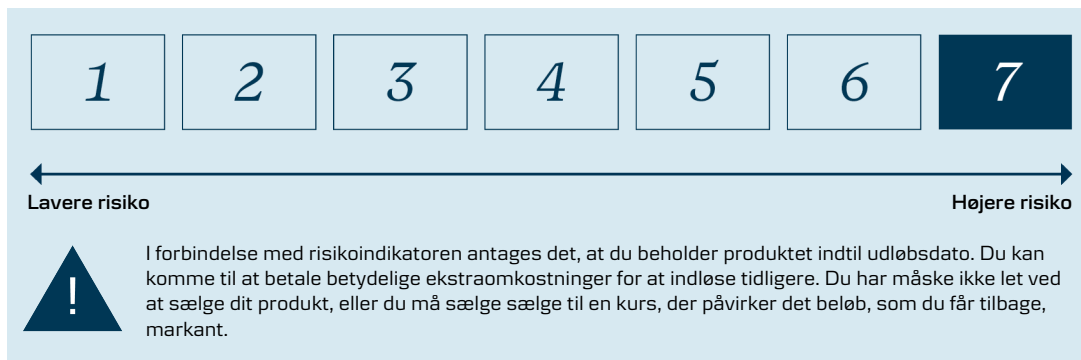 1 2 3 4 5 6 7
Lavere risiko Højere risiko
! I forbindelse med risikoindikatoren antages det, at du beholder produktet indtil udløbsdato. Du kan
komme til at betale betydelige ekstraomkostninger for at indløse tidligere. Du har måske ikke let ved
at sælge dit produkt, eller du må sælge sælge til en kurs, der påvirker det beløb, som du får tilbage,
markant.